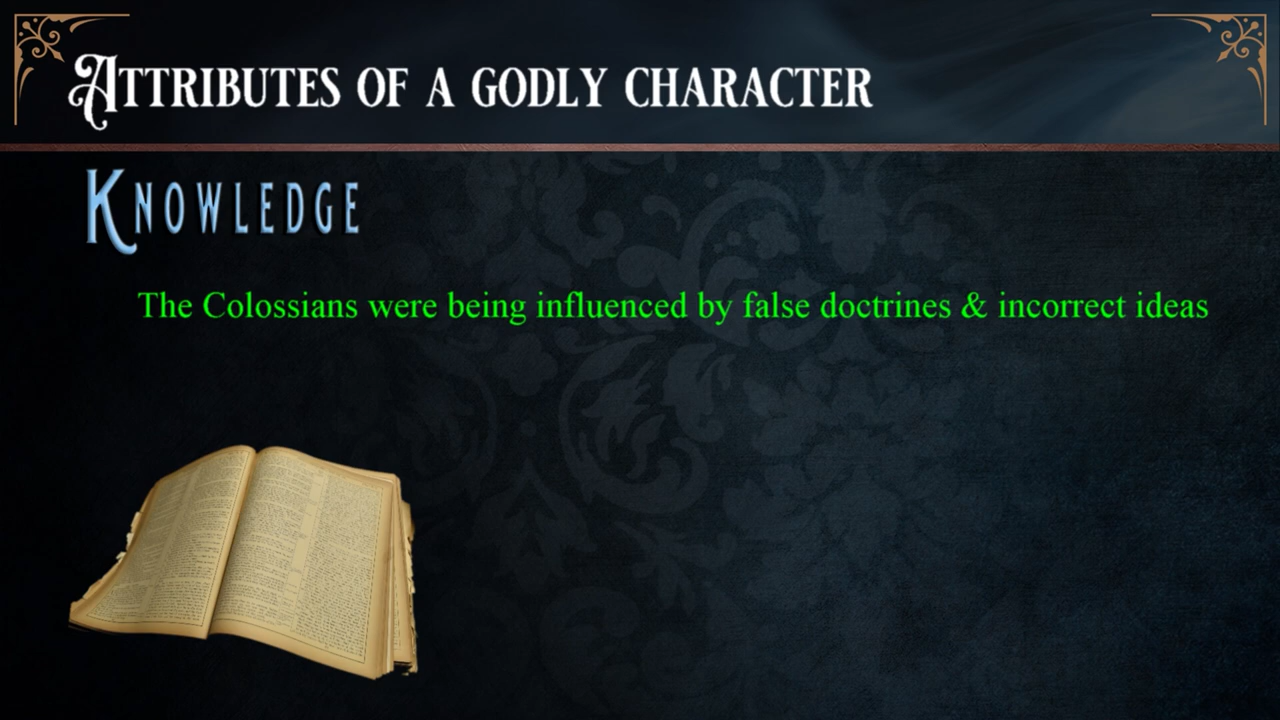 Attributes of a godly character
Knowledge
The Colossians were being influenced by false doctrines & incorrect ideas